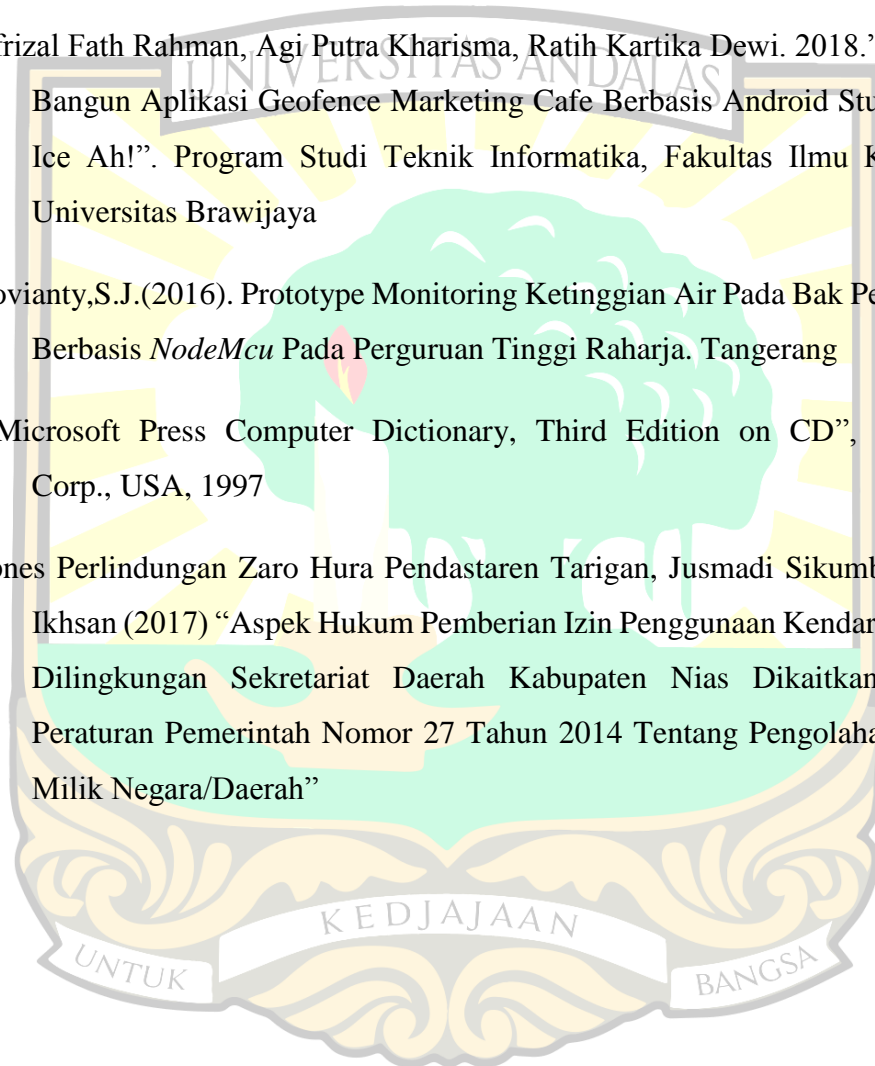 UNIVERSITAS ANDALAS
frizal Fath Rahman, Agi Putra Kharisma, Ratih Kartika Dewi. 2018.”
Bangun Aplikasi Geofence Marketing Cafe Berbasis Android Stu
Ice Ah!”. Program Studi Teknik Informatika, Fakultas Ilmu K
Universitas Brawijaya
ovianty,S.J.(2016). Prototype Monitoring Ketinggian Air Pada Bak Pe
Berbasis NodeMcu Pada Perguruan Tinggi Raharja. Tangerang
Microsoft Press Computer Dictionary, Third Edition on CD”,
Corp., USA, 1997
ones Perlindungan Zaro Hura Pendastaren Tarigan, Jusmadi Sikumb
Ikhsan (2017) “Aspek Hukum Pemberian Izin Penggunaan Kendar
Dilingkungan Sekretariat Daerah Kabupaten Nias Dikaitkan
Peraturan Pemerintah Nomor 27 Tahun 2014 Tentang Pengolaha
Milik Negara/Daerah”
UNTUK KEDJAJAAN BANGSA